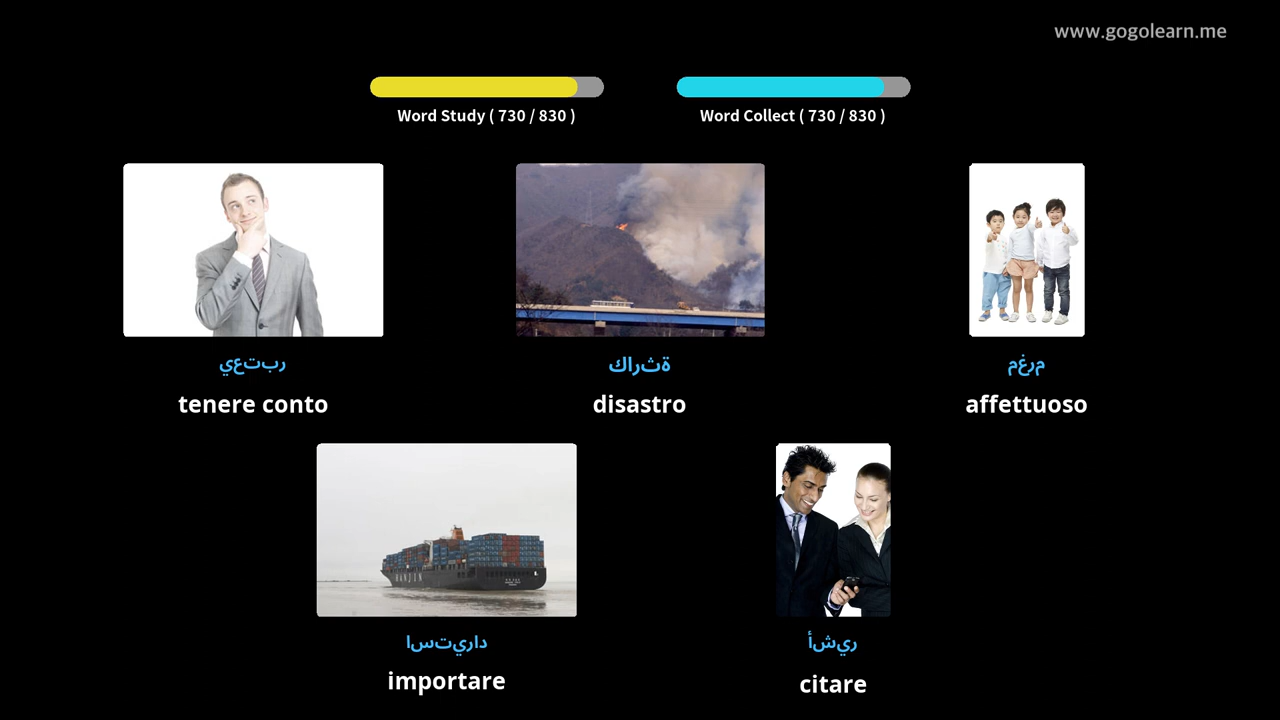 www.gogolearn.me
Word Study ( 730 / 830 )
Word Collect ( 730 / 830 )
ربتعي
ةثراك
مرغم
tenere conto
disastro
affettuoso
داريتسا
ريشأ
importare
citare